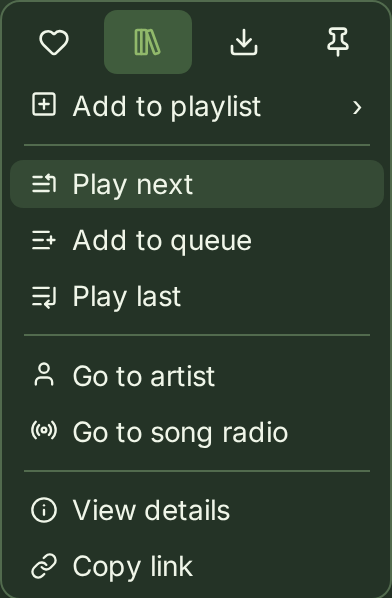 Add to playlist
Play next
Add to queue
Play last
Go to artist
Go to song radio
View details
Copy link